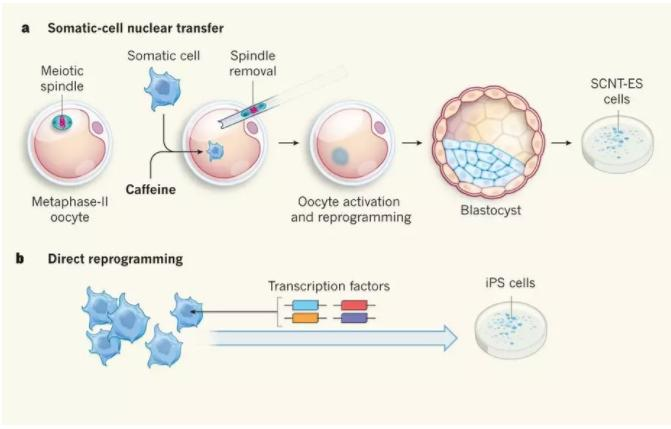 a Somatic-cell nuclear transfer
Somatic cell
Spindle
removal
Meiotic
spindle
SCNT-ES
cells
Caffeine
Metaphase-II
oocyte
Oocyte activation
and reprogramming
Blastocyst
b Direct reprogramming
Transcription factors
iPS cells